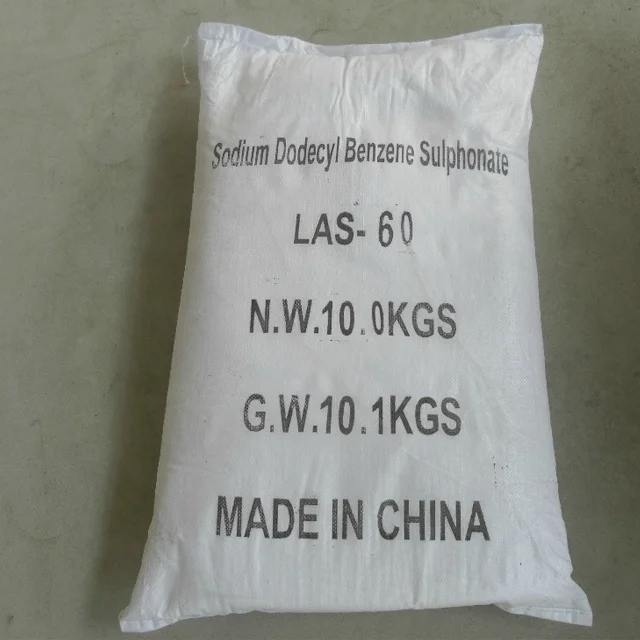 Sodium Dodecyl Benzene Sulphonate
LAS-60
N.W.10.0KGS
G.W.10.1KGS
MADE IN CHINA